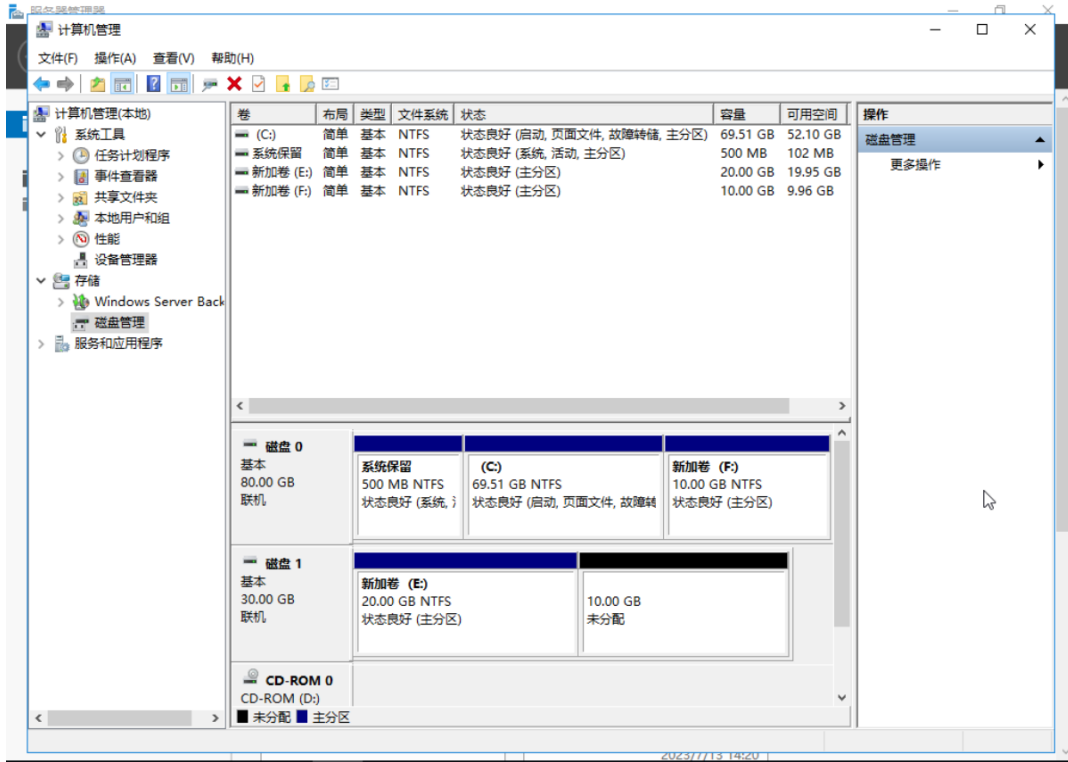 服务器管理器
计算机管理
文件(F) 操作(A) 查看(V) 帮助(H)
计算机管理(本地)
系统工具
任务计划程序
事件查看器
共享文件夹
本地用户和组
性能
设备管理器
存储
Windows Server Back
磁盘管理
服务和应用程序
卷 布局 类型 文件系统 状态 容量 可用空间
(C:) 简单 基本 NTFS 状态良好 (启动, 页面文件, 故障转储, 主分区) 69.51 GB 52.10 GB
系统保留 简单 基本 NTFS 状态良好 (系统, 活动, 主分区) 500 MB 102 MB
新加卷 (E:) 简单 基本 NTFS 状态良好 (主分区) 20.00 GB 19.95 GB
新加卷 (F:) 简单 基本 NTFS 状态良好 (主分区) 10.00 GB 9.96 GB
操作
磁盘管理
更多操作
磁盘 0
基本
80.00 GB
联机
系统保留
500 MB NTFS
状态良好 (系统,
(C:)
69.51 GB NTFS
状态良好 (启动, 页面文件, 故障转
新加卷 (F:)
10.00 GB NTFS
状态良好 (主分区)
磁盘 1
基本
30.00 GB
联机
新加卷 (E:)
20.00 GB NTFS
状态良好 (主分区)
10.00 GB
未分配
CD-ROM 0
CD-ROM (D:)
未分配 主分区
2023/7/13 14:20